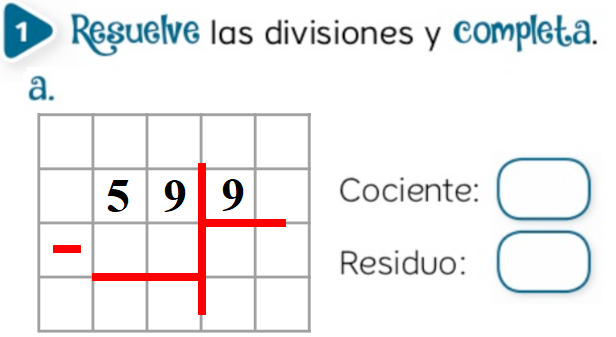 1 Resuelve las divisiones y completa.
a.
5 9 9
Cociente:
-
Residuo: